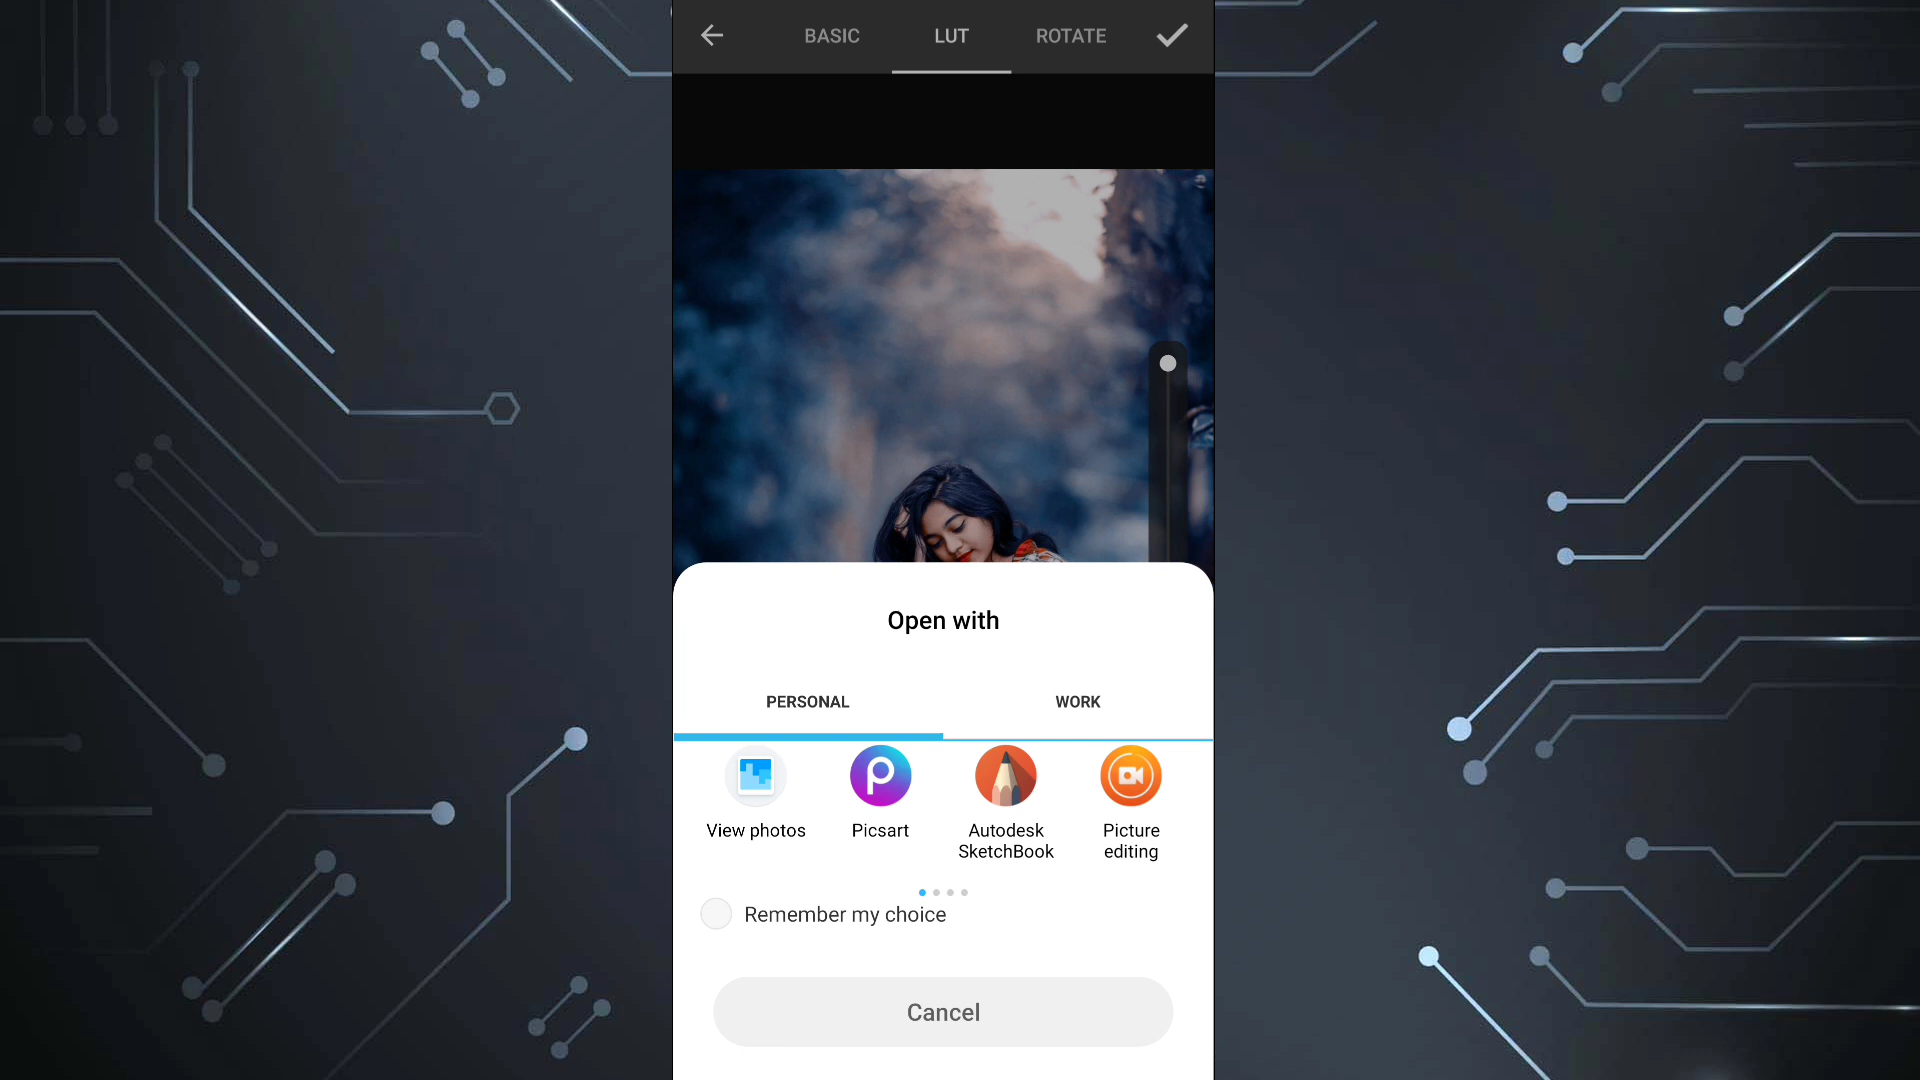 BASIC LUT ROTATE
Open with
PERSONAL WORK
View photos Picsart Autodesk SketchBook Picture editing
Remember my choice
Cancel